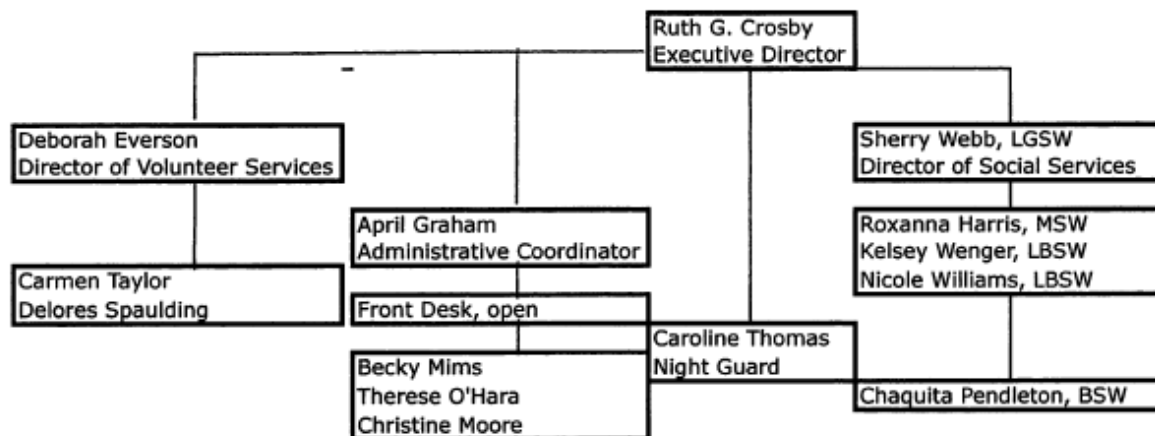 Ruth G. Crosby
Executive Director
Deborah Everson
Director of Volunteer Services
Sherry Webb, LGSW
Director of Social Services
April Graham
Administrative Coordinator
Roxanna Harris, MSW
Kelsey Wenger, LBSW
Nicole Williams, LBSW
Carmen Taylor
Delores Spaulding
Front Desk, open
Caroline Thomas
Night Guard
Becky Mims
Therese O'Hara
Christine Moore
Chaquita Pendleton, BSW